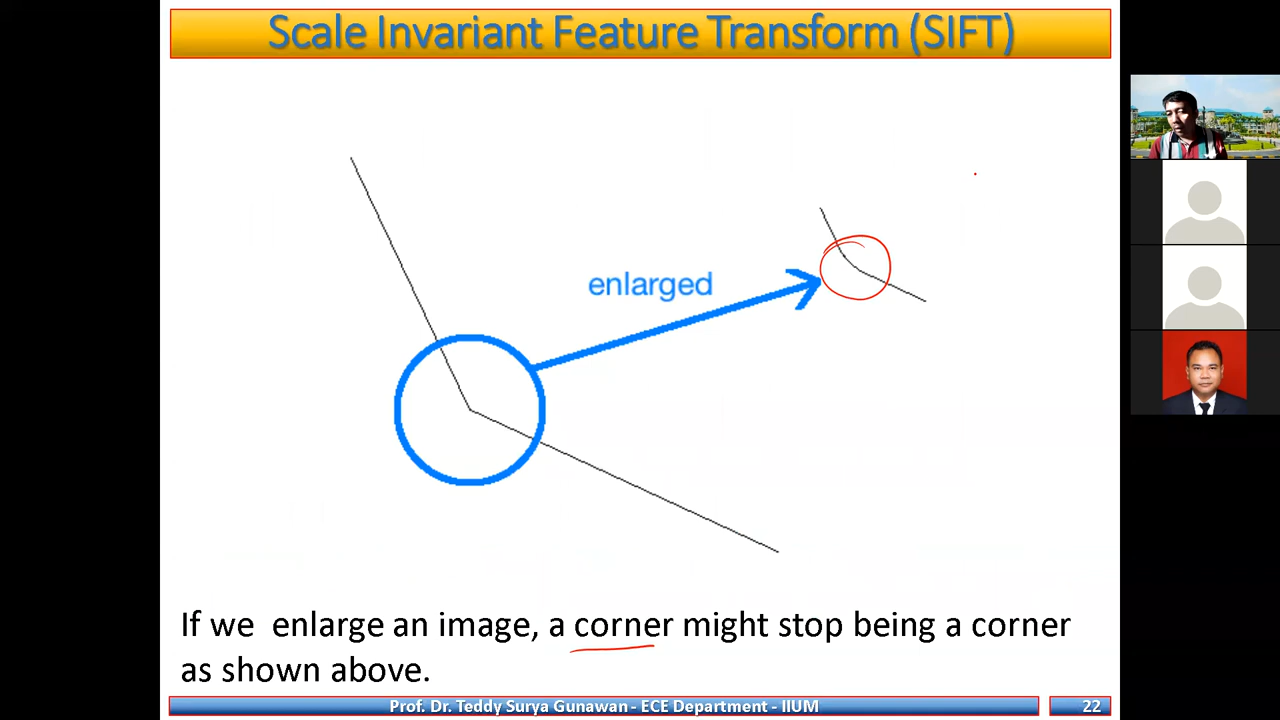 Scale Invariant Feature Transform (SIFT)
enlarged
If we enlarge an image, a corner might stop being a corner
as shown above.
Prof. Dr. Teddy Surya Gunawan - ECE Department - IIUM
22